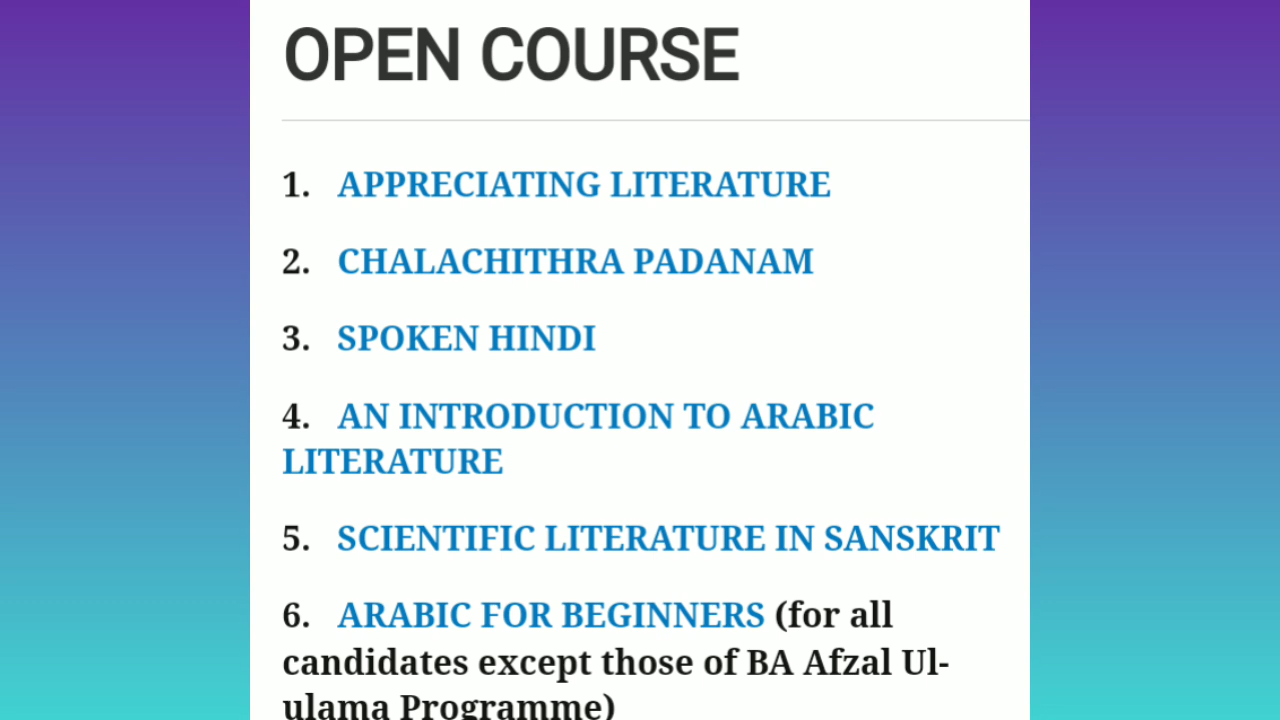 OPEN COURSE
1. APPRECIATING LITERATURE
2. CHALACHITHRA PADANAM
3. SPOKEN HINDI
4. AN INTRODUCTION TO ARABIC
LITERATURE
5. SCIENTIFIC LITERATURE IN SANSKRIT
6. ARABIC FOR BEGINNERS (for all
candidates except those of BA Afzal Ul-
ulama Programme)